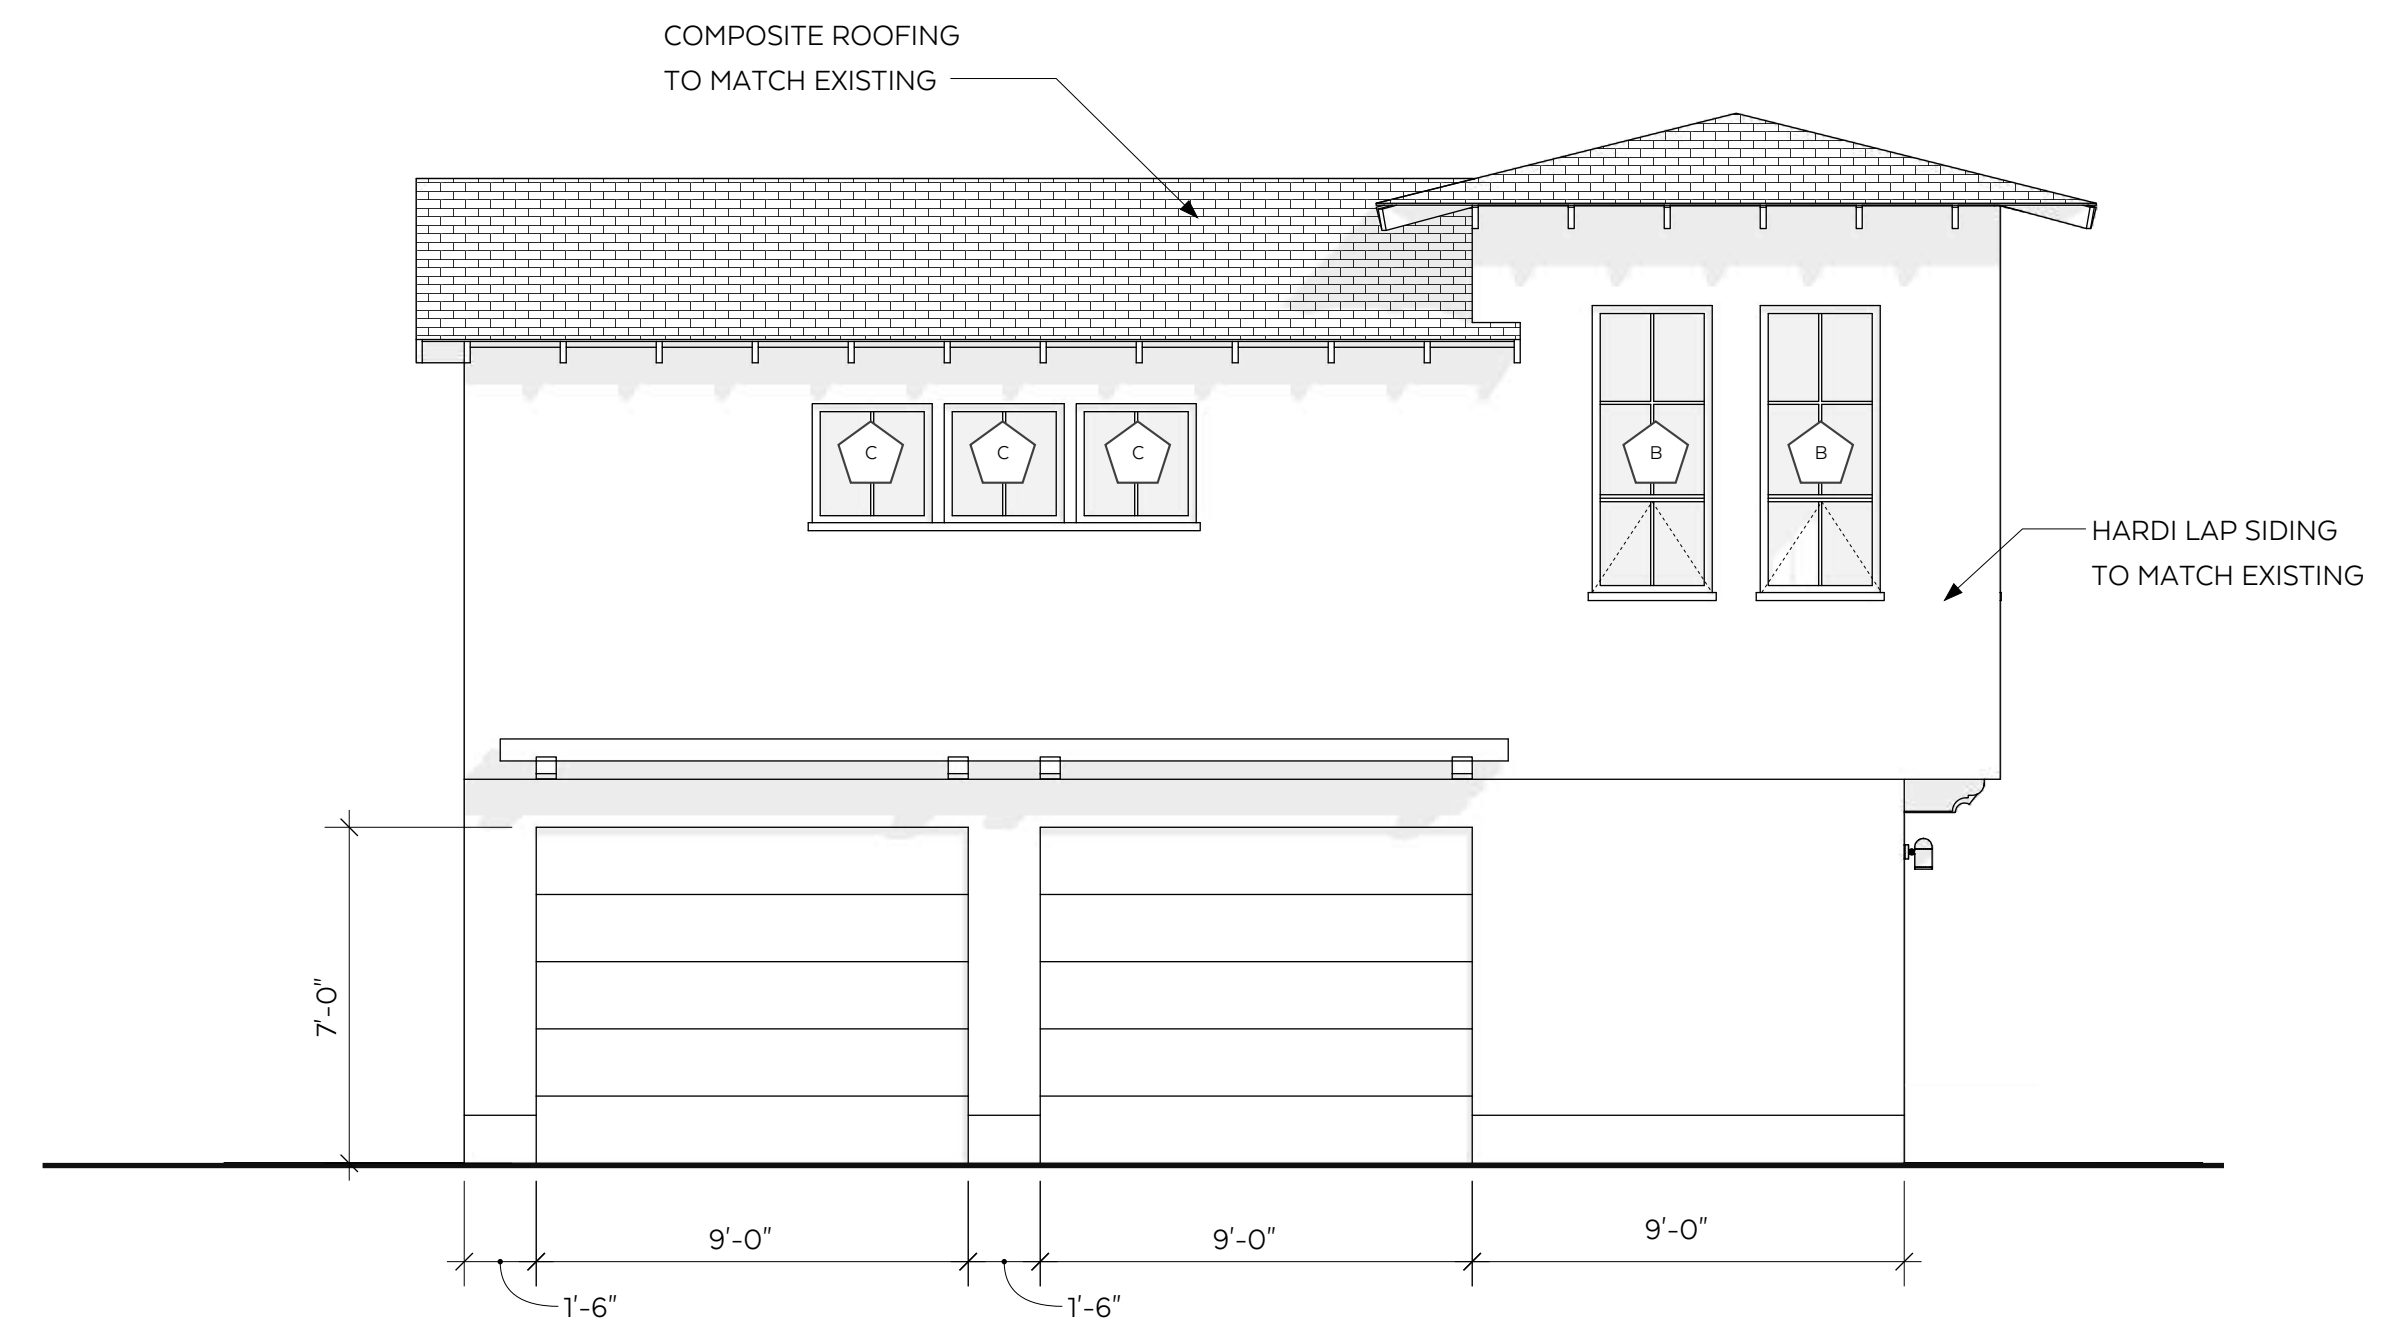 COMPOSITE ROOFING
TO MATCH EXISTING
C
C
C
B
B
HARDI LAP SIDING
TO MATCH EXISTING
7'-0"
9'-0"
9'-0"
9'-0"
1'-6"
1'-6"